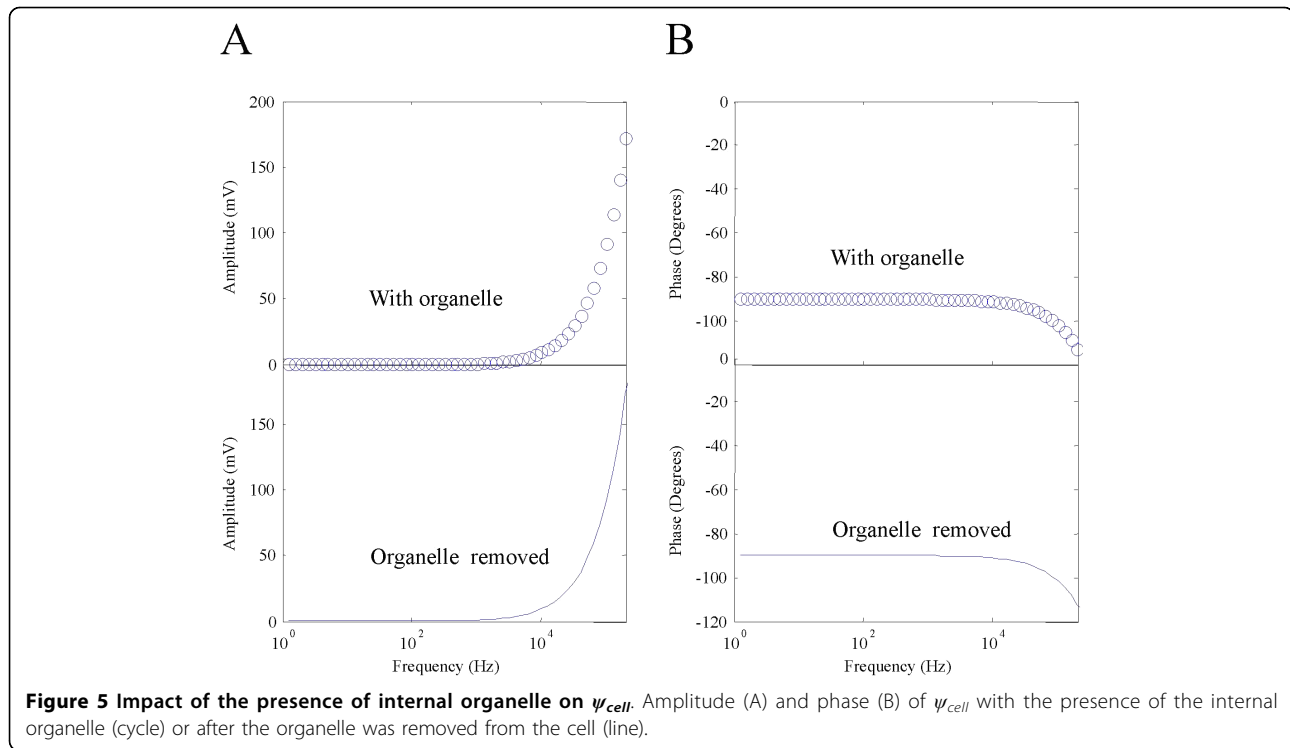 A
B
200
150
100
50
0
Amplitude (mV)
With organelle
150
100
50
0
Amplitude (mV)
Organelle removed
10^0
10^2
10^4
Frequency (Hz)
0
-20
-40
-60
-80
-100
0
Phase (Degrees)
With organelle
-20
-40
-60
-80
-100
-120
Phase (Degrees)
Organelle removed
10^0
10^2
10^4
Frequency (Hz)
Figure 5 Impact of the presence of internal organelle on ψcell. Amplitude (A) and phase (B) of ψcell with the presence of the internal
organelle (cycle) or after the organelle was removed from the cell (line).